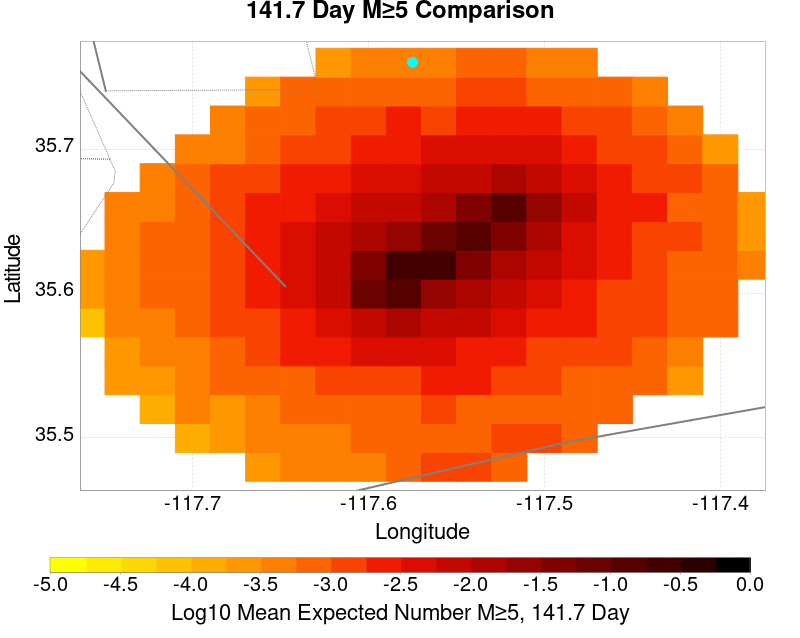 141.7 Day M≥5 Comparison
35.7
35.6
35.5
Latitude
-117.7 -117.6 -117.5 -117.4
Longitude
-5.0 -4.5 -4.0 -3.5 -3.0 -2.5 -2.0 -1.5 -1.0 -0.5 0.0
Log10 Mean Expected Number M≥5, 141.7 Day